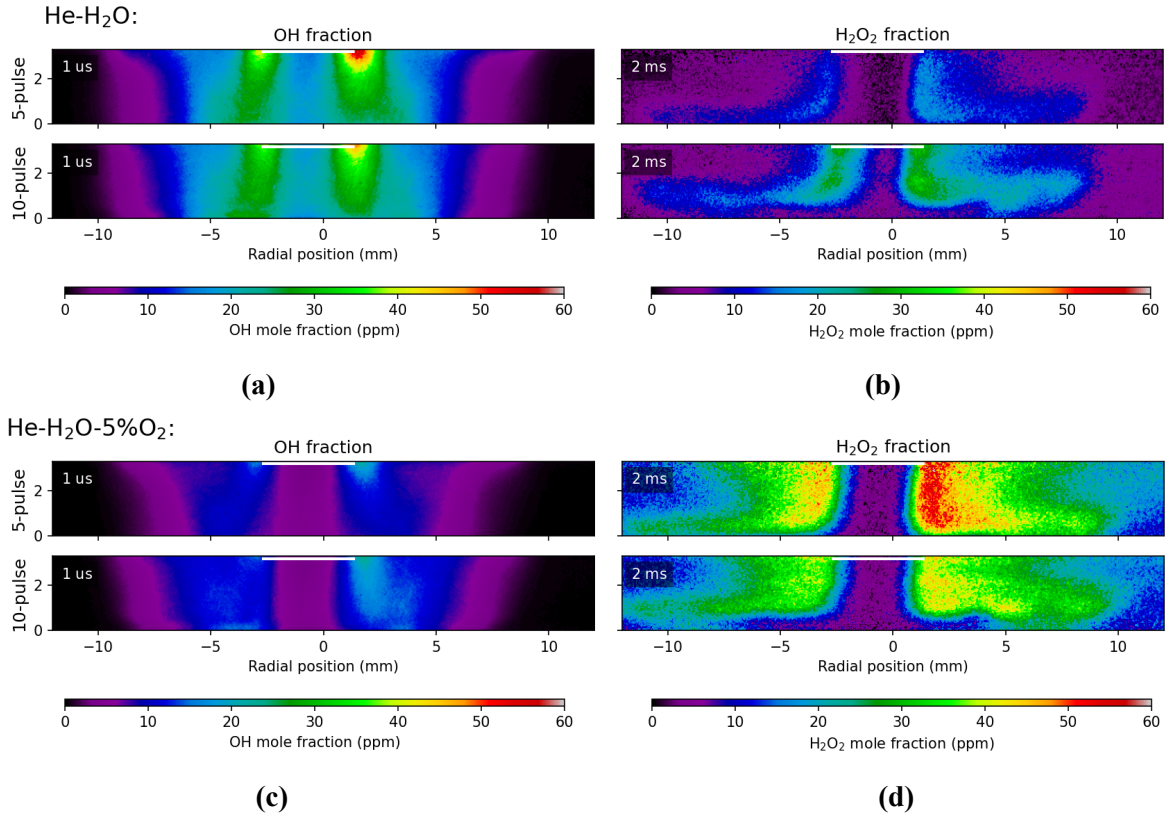 He-H₂O:
OH fraction
H₂O₂ fraction
5-pulse
2
0
1 us
2 ms
10-pulse
2
0
1 us
2 ms
−10 −5 0 5 10
−10 −5 0 5 10
Radial position (mm)
Radial position (mm)
0 10 20 30 40 50 60
0 10 20 30 40 50 60
OH mole fraction (ppm)
H₂O₂ mole fraction (ppm)
(a)
(b)
He-H₂O-5%O₂:
OH fraction
H₂O₂ fraction
5-pulse
2
0
1 us
2 ms
10-pulse
2
0
1 us
2 ms
−10 −5 0 5 10
−10 −5 0 5 10
Radial position (mm)
Radial position (mm)
0 10 20 30 40 50 60
0 10 20 30 40 50 60
OH mole fraction (ppm)
H₂O₂ mole fraction (ppm)
(c)
(d)